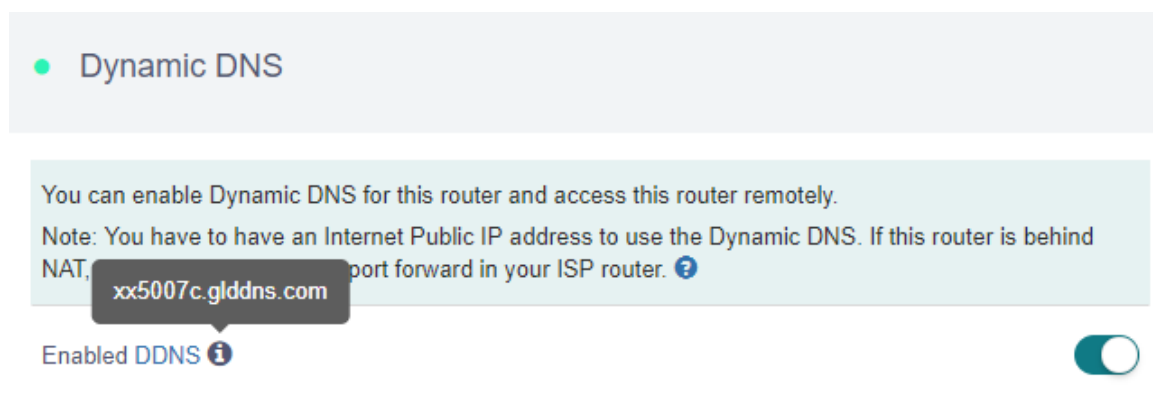 Dynamic DNS
You can enable Dynamic DNS for this router and access this router remotely.
Note: You have to have an Internet Public IP address to use the Dynamic DNS. If this router is behind
NAT, port forward in your ISP router.
xx5007c.glddns.com
Enabled DDNS